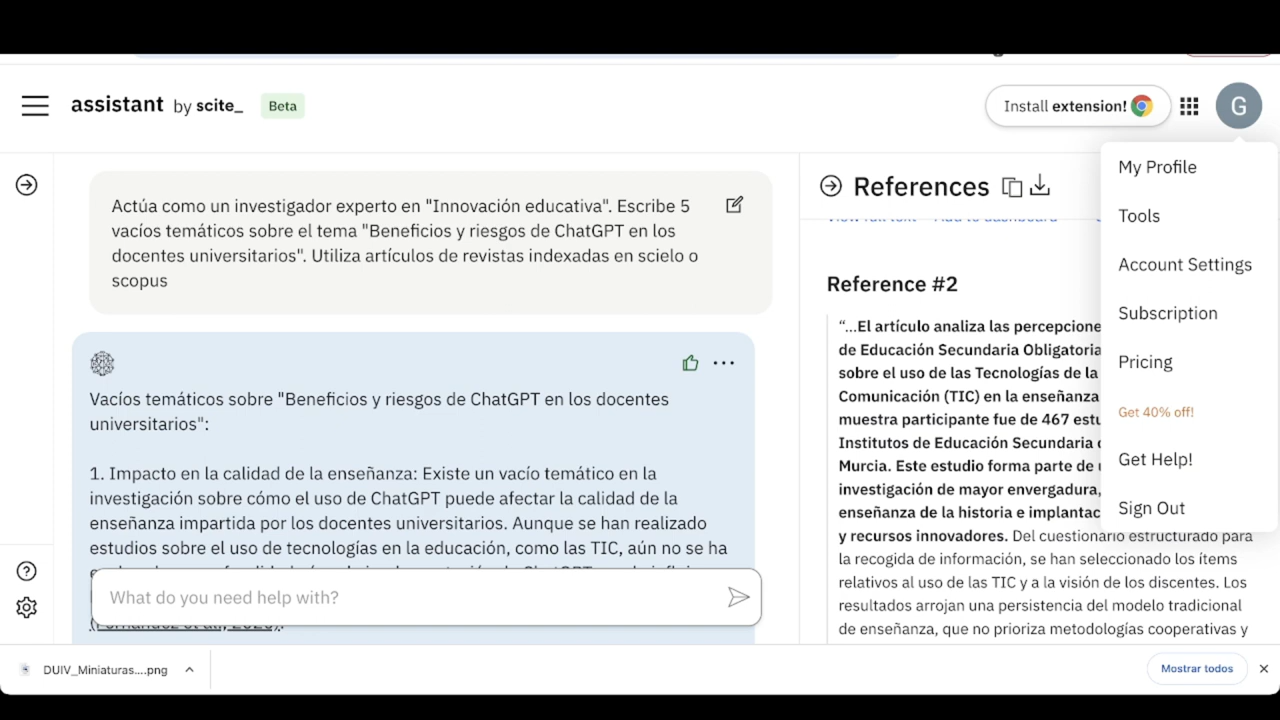 assistant by scite_ Beta
Install extension!
G
My Profile
Tools
Account Settings
Subscription
Pricing
Get 40% off!
Get Help!
Sign Out
Actúa como un investigador experto en "Innovación educativa". Escribe 5
vacíos temáticos sobre el tema "Beneficios y riesgos de ChatGPT en los
docentes universitarios". Utiliza artículos de revistas indexadas en scielo o
scopus
Vacíos temáticos sobre "Beneficios y riesgos de ChatGPT en los docentes
universitarios":
1. Impacto en la calidad de la enseñanza: Existe un vacío temático en la
investigación sobre cómo el uso de ChatGPT puede afectar la calidad de la
enseñanza impartida por los docentes universitarios. Aunque se han realizado
estudios sobre el uso de tecnologías en la educación, como las TIC, aún no se ha
What do you need help with?
References
Reference #2
“...El artículo analiza las percepcione
de Educación Secundaria Obligatoria
sobre el uso de las Tecnologías de la
Comunicación (TIC) en la enseñanza
muestra participante fue de 467 estu
Institutos de Educación Secundaria
Murcia. Este estudio forma parte de
investigación de mayor envergadura,
enseñanza de la historia e implantac
y recursos innovadores. Del cuestionario estructurado para
la recogida de información, se han seleccionado los ítems
relativos al uso de las TIC y a la visión de los discentes. Los
resultados arrojan una persistencia del modelo tradicional
de enseñanza, que no prioriza metodologías cooperativas y
DUIV_Miniaturas....png
Mostrar todos